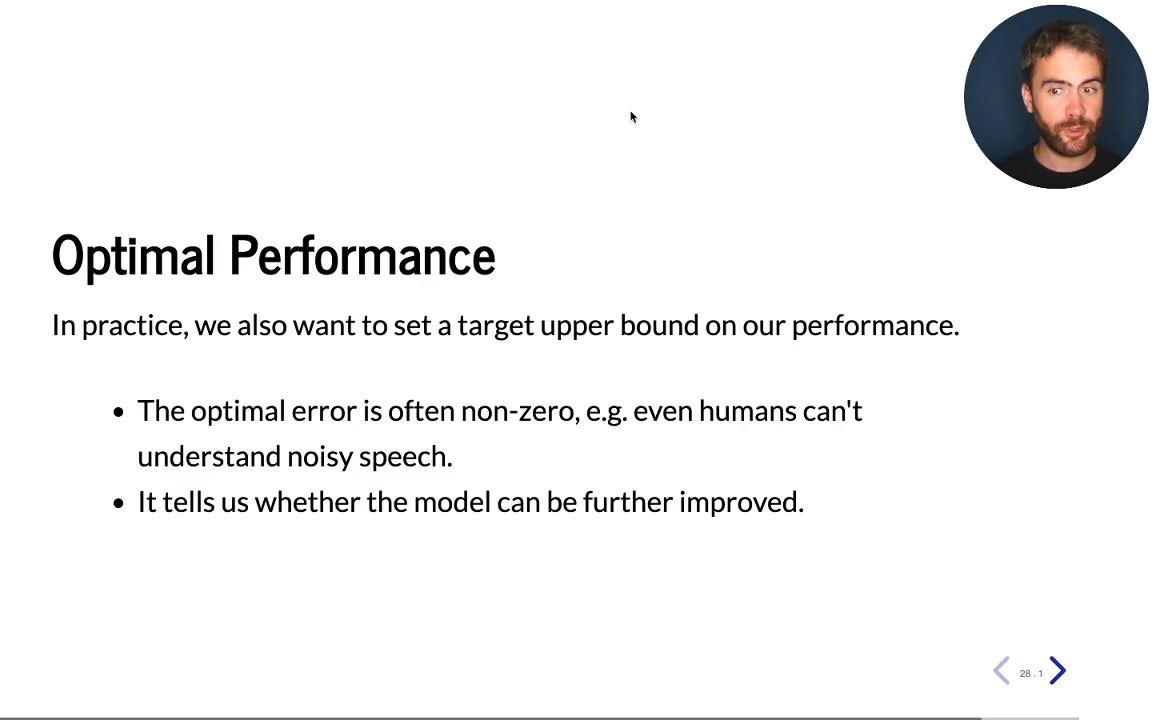 Optimal Performance
In practice, we also want to set a target upper bound on our performance.
• The optimal error is often non-zero, e.g. even humans can't
understand noisy speech.
• It tells us whether the model can be further improved.
28 . 1